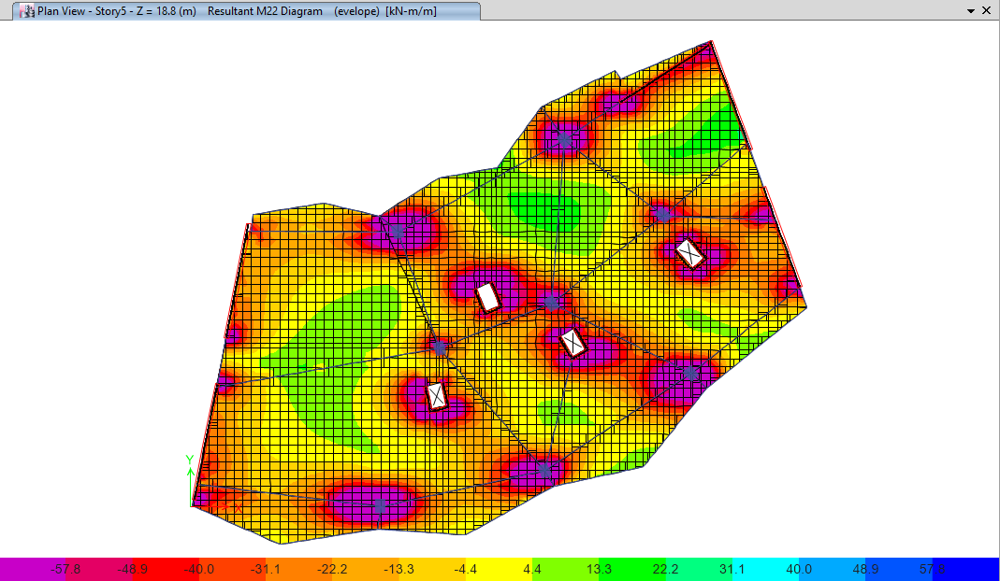 Plan View - Story5 - Z = 18.8 (m) Resultant M22 Diagram (evelope) [kN-m/m]
Y
X
-57.8 -48.9 -40.0 -31.1 -22.2 -13.3 -4.4 4.4 13.3 22.2 31.1 40.0 48.9 57.8